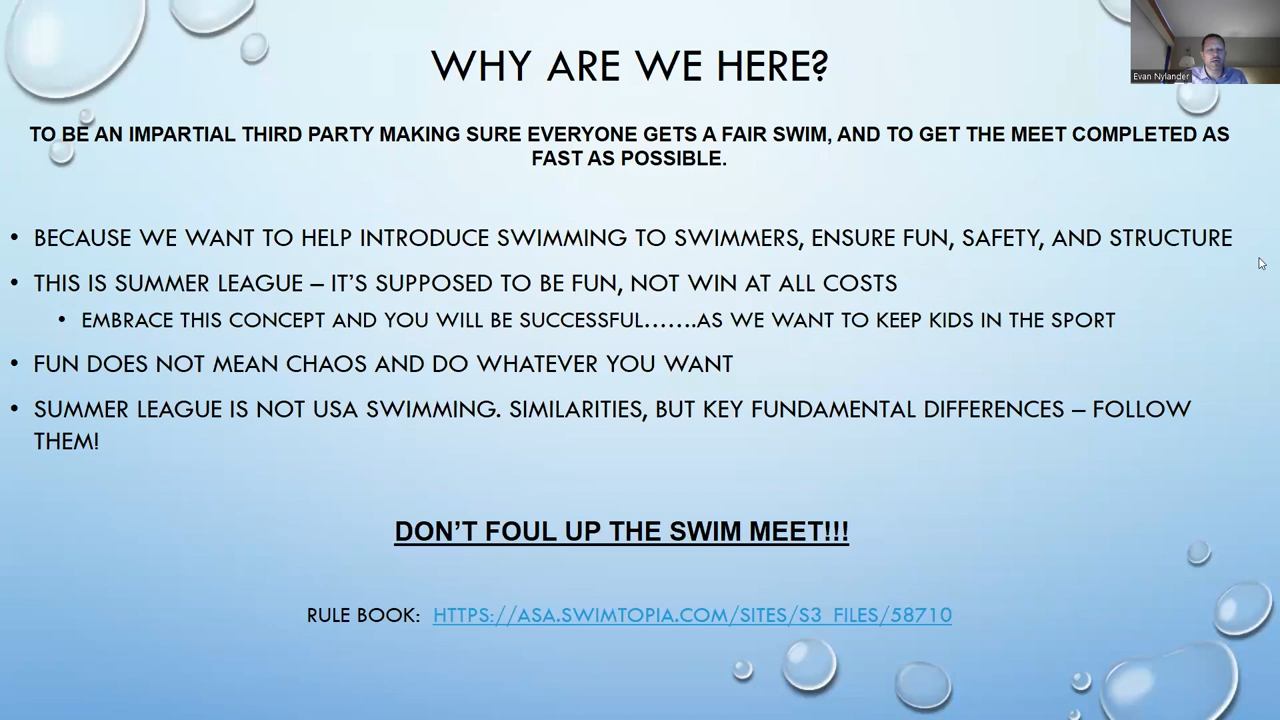 WHY ARE WE HERE?
Evan Nylander
TO BE AN IMPARTIAL THIRD PARTY MAKING SURE EVERYONE GETS A FAIR SWIM, AND TO GET THE MEET COMPLETED AS
FAST AS POSSIBLE.
• BECAUSE WE WANT TO HELP INTRODUCE SWIMMING TO SWIMMERS, ENSURE FUN, SAFETY, AND STRUCTURE
• THIS IS SUMMER LEAGUE – IT’S SUPPOSED TO BE FUN, NOT WIN AT ALL COSTS
• EMBRACE THIS CONCEPT AND YOU WILL BE SUCCESSFUL…….AS WE WANT TO KEEP KIDS IN THE SPORT
• FUN DOES NOT MEAN CHAOS AND DO WHATEVER YOU WANT
• SUMMER LEAGUE IS NOT USA SWIMMING. SIMILARITIES, BUT KEY FUNDAMENTAL DIFFERENCES – FOLLOW
THEM!
DON’T FOUL UP THE SWIM MEET!!!
RULE BOOK: HTTPS://ASA.SWIMTOPIA.COM/SITES/S3_FILES/58710